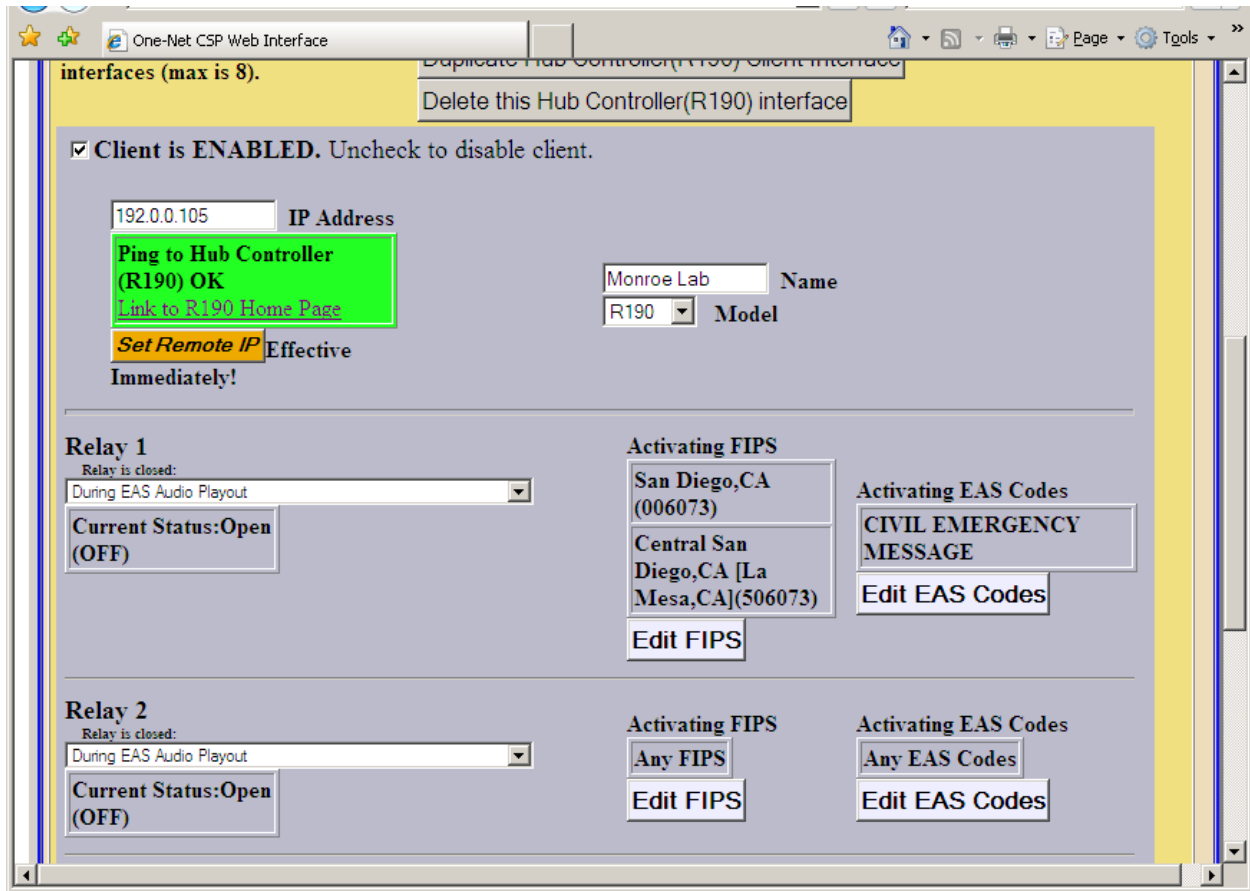 One-Net CSP Web Interface
Page
Tools
interfaces (max is 8).
Duplicate Hub Controller(R190) Client Interface
Delete this Hub Controller(R190) interface
Client is ENABLED. Uncheck to disable client.
192.0.0.105 IP Address
Ping to Hub Controller
(R190) OK
Link to R190 Home Page
Set Remote IP Effective
Immediately!
Monroe Lab Name
R190 Model
Relay 1
Relay is closed:
During EAS Audio Playout
Current Status:Open
(OFF)
Activating FIPS
San Diego,CA
(006073)
Central San
Diego,CA [La
Mesa,CA](506073)
Edit FIPS
Activating EAS Codes
CIVIL EMERGENCY
MESSAGE
Edit EAS Codes
Relay 2
Relay is closed:
During EAS Audio Playout
Current Status:Open
(OFF)
Activating FIPS
Any FIPS
Edit FIPS
Activating EAS Codes
Any EAS Codes
Edit EAS Codes